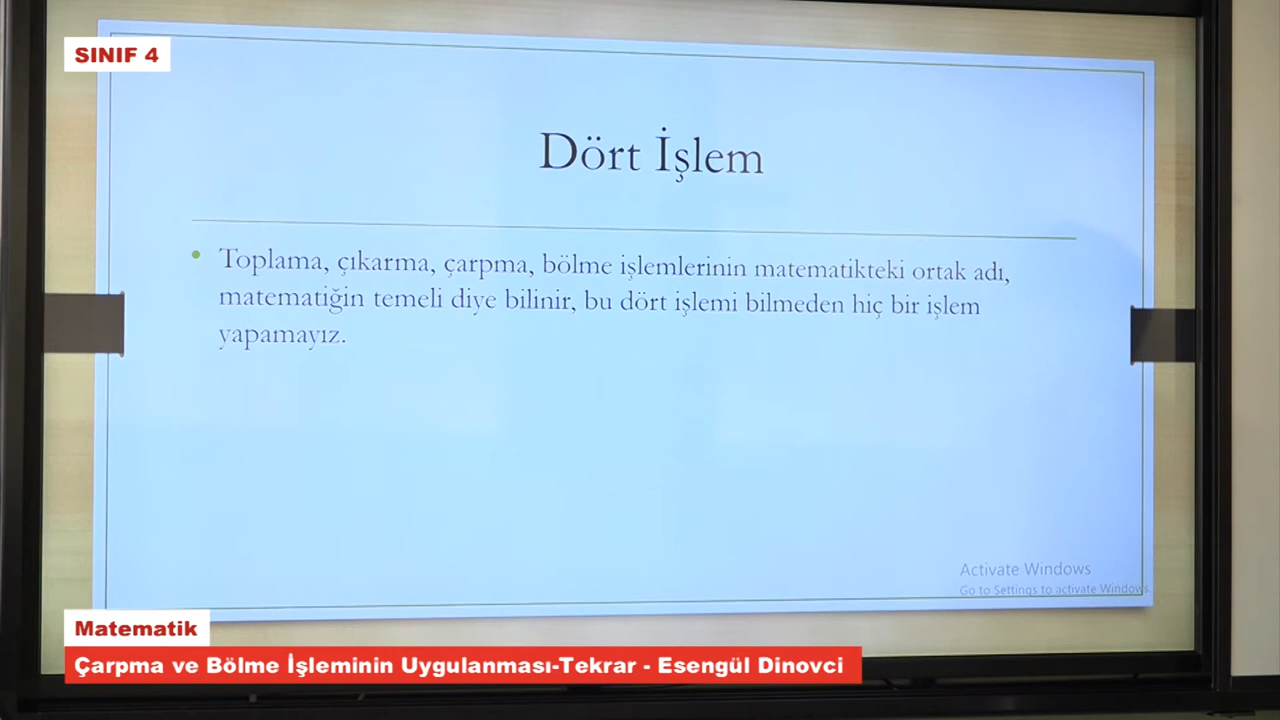 SINIF 4
Dört İşlem
• Toplama, çıkarma, çarpma, bölme işlemlerinin matematikteki ortak adı,
matematiğin temeli diye bilinir, bu dört işlemi bilmeden hiç bir işlem
yapamayız.
Activate Windows
Go to Settings to activate Windows.
Matematik
Çarpma ve Bölme İşleminin Uygulanması-Tekrar - Esengül Dinovci